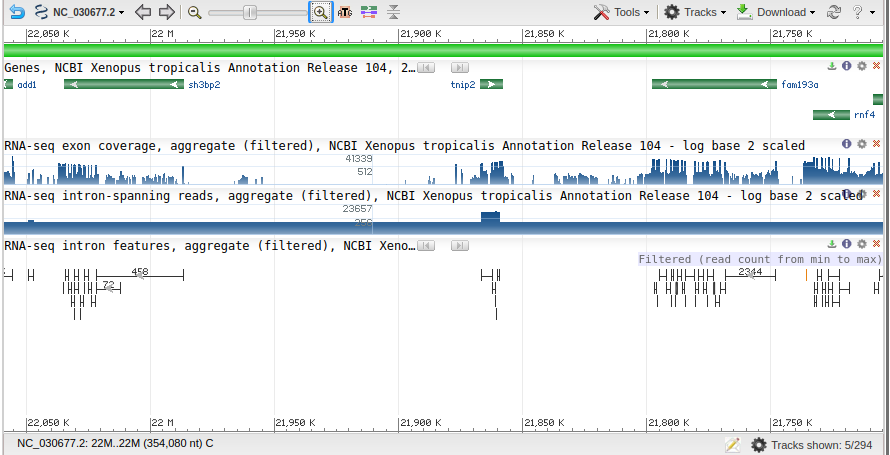 NC_030677.2 Tools Tracks Download ?
22,050 K 22 M 21,950 K 21,900 K 21,850 K 21,800 K 21,750 K
Genes, NCBI Xenopus tropicalis Annotation Release 104, 2…
add1 sh3bp2 tnip2 fam193a
rnf4
RNA-seq exon coverage, aggregate (filtered), NCBI Xenopus tropicalis Annotation Release 104 - log base 2 scaled
41339
512
RNA-seq intron-spanning reads, aggregate (filtered), NCBI Xenopus tropicalis Annotation Release 104 - log base 2 scaled
23657
256
RNA-seq intron features, aggregate (filtered), NCBI Xeno…
Filtered (read count from min to max)
458 2344
72
22,050 K 22 M 21,950 K 21,900 K 21,850 K 21,800 K 21,750 K
NC_030677.2: 22M..22M (354,080 nt) C Tracks shown: 5/294